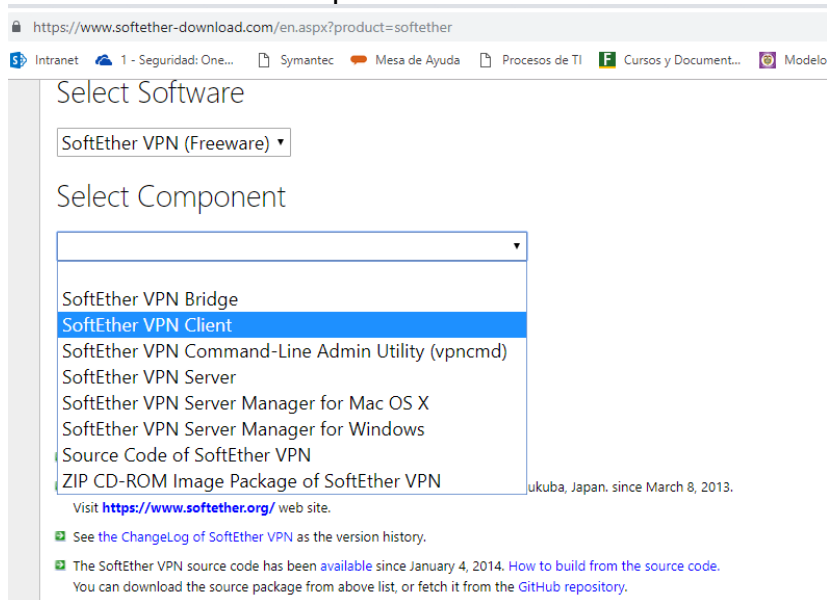 https://www.softether-download.com/en.aspx?product=softether
Intranet 1 - Seguridad: One... Symantec Mesa de Ayuda Procesos de TI Cursos y Document... Modelo
Select Software
SoftEther VPN (Freeware)
Select Component
SoftEther VPN Bridge
SoftEther VPN Client
SoftEther VPN Command-Line Admin Utility (vpncmd)
SoftEther VPN Server
SoftEther VPN Server Manager for Mac OS X
SoftEther VPN Server Manager for Windows
Source Code of SoftEther VPN
ZIP CD-ROM Image Package of SoftEther VPN
ukuba, Japan. since March 8, 2013.
Visit https://www.softether.org/ web site.
See the ChangeLog of SoftEther VPN as the version history.
The SoftEther VPN source code has been available since January 4, 2014. How to build from the source code.
You can download the source package from above list, or fetch it from the GitHub repository.